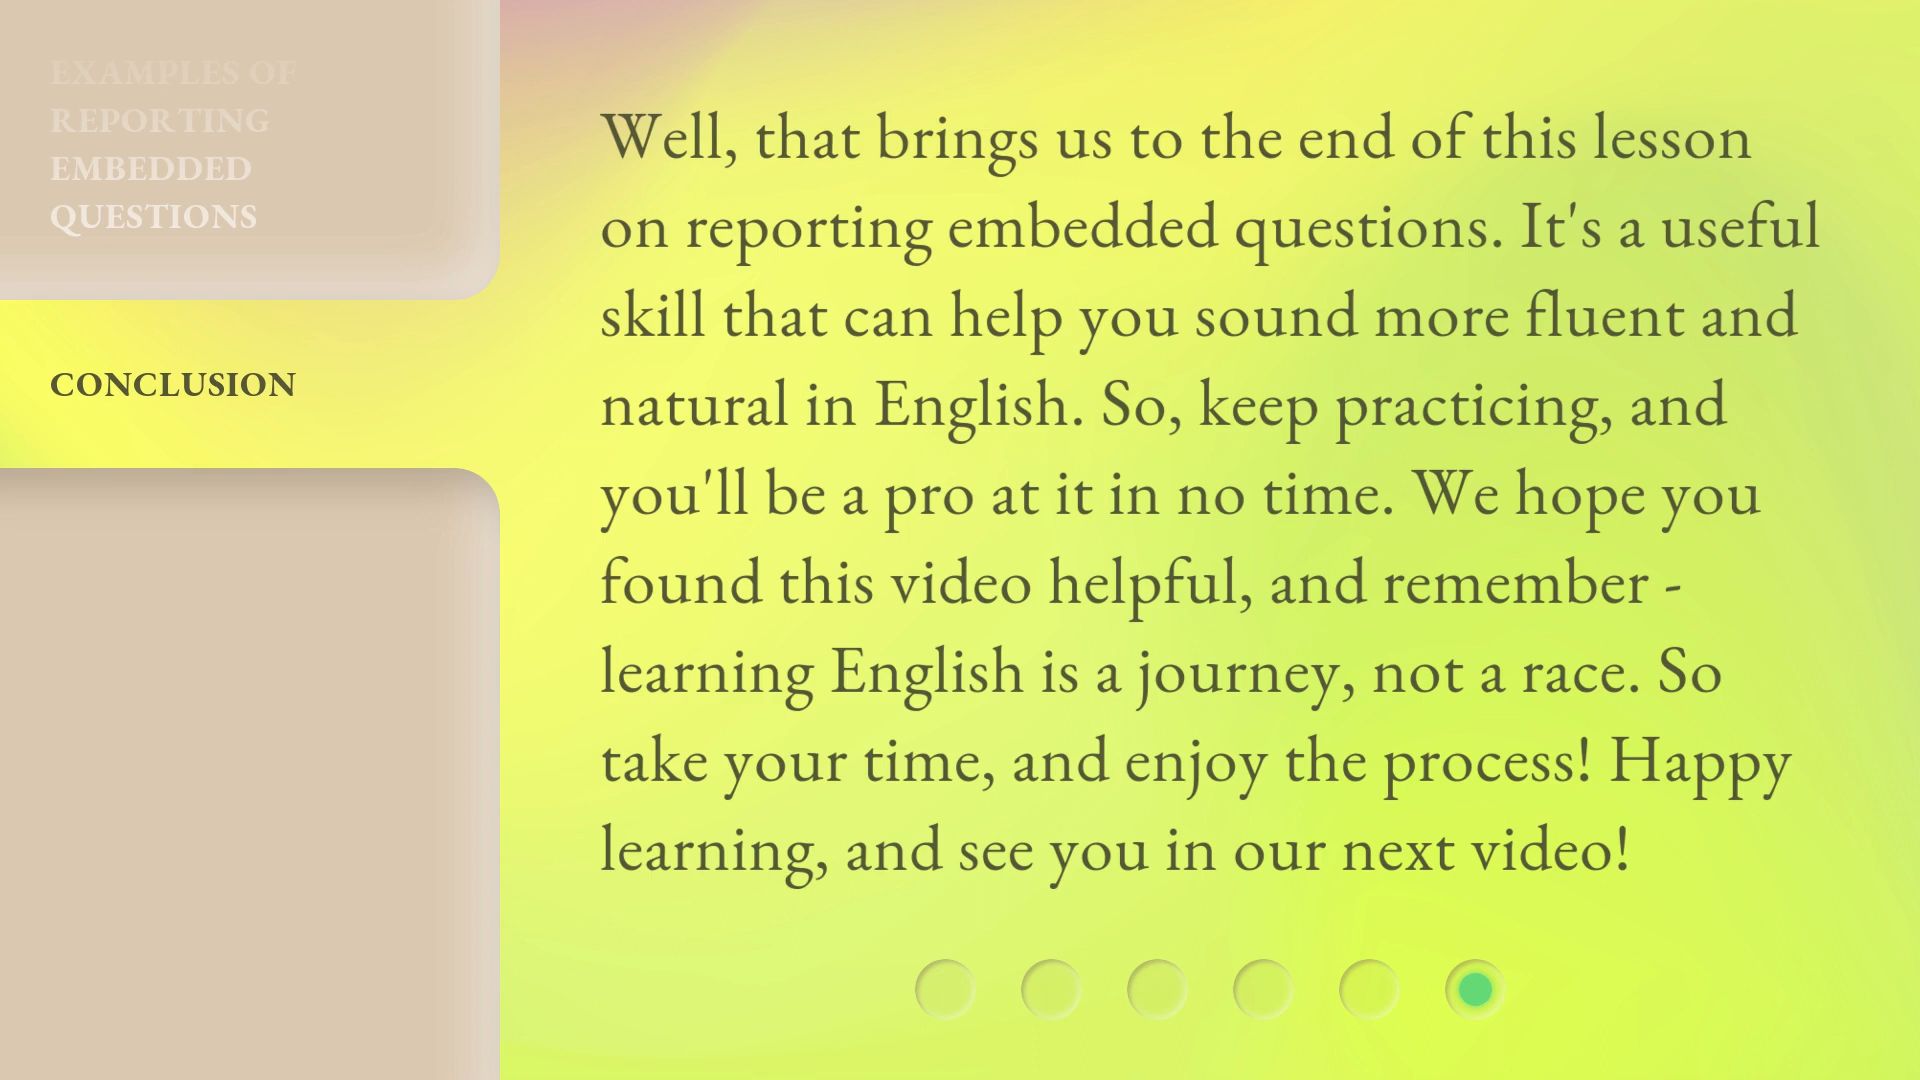 EXAMPLES OF
REPORTING
EMBEDDED
QUESTIONS
CONCLUSION
Well, that brings us to the end of this lesson
on reporting embedded questions. It's a useful
skill that can help you sound more fluent and
natural in English. So, keep practicing, and
you'll be a pro at it in no time. We hope you
found this video helpful, and remember -
learning English is a journey, not a race. So
take your time, and enjoy the process! Happy
learning, and see you in our next video!